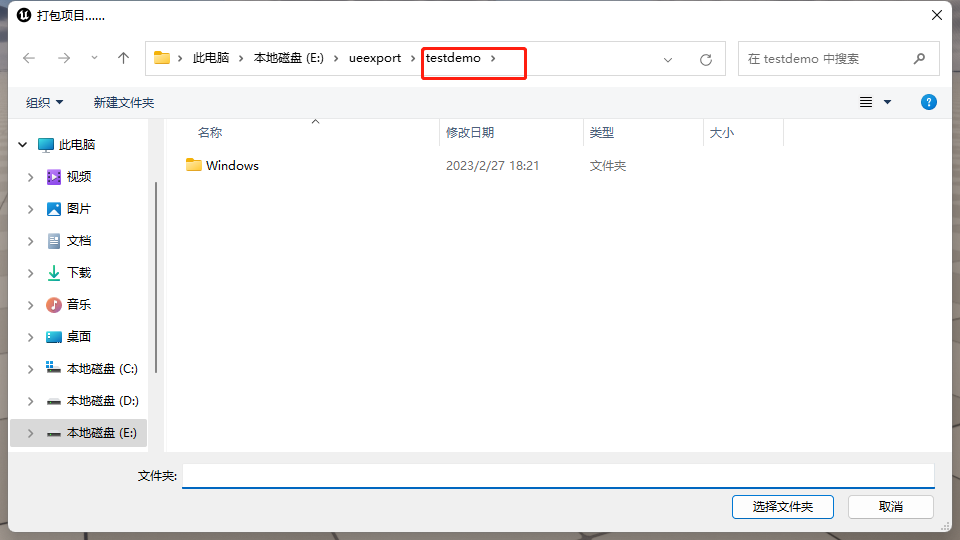 打包项目......
此电脑 本地磁盘 (E:) ueexport testdemo
在 testdemo 中搜索
组织 新建文件夹
名称 修改日期 类型 大小
Windows 2023/2/27 18:21 文件夹
此电脑
视频
图片
文档
下载
音乐
桌面
本地磁盘 (C:)
本地磁盘 (D:)
本地磁盘 (E:)
文件夹:
选择文件夹 取消